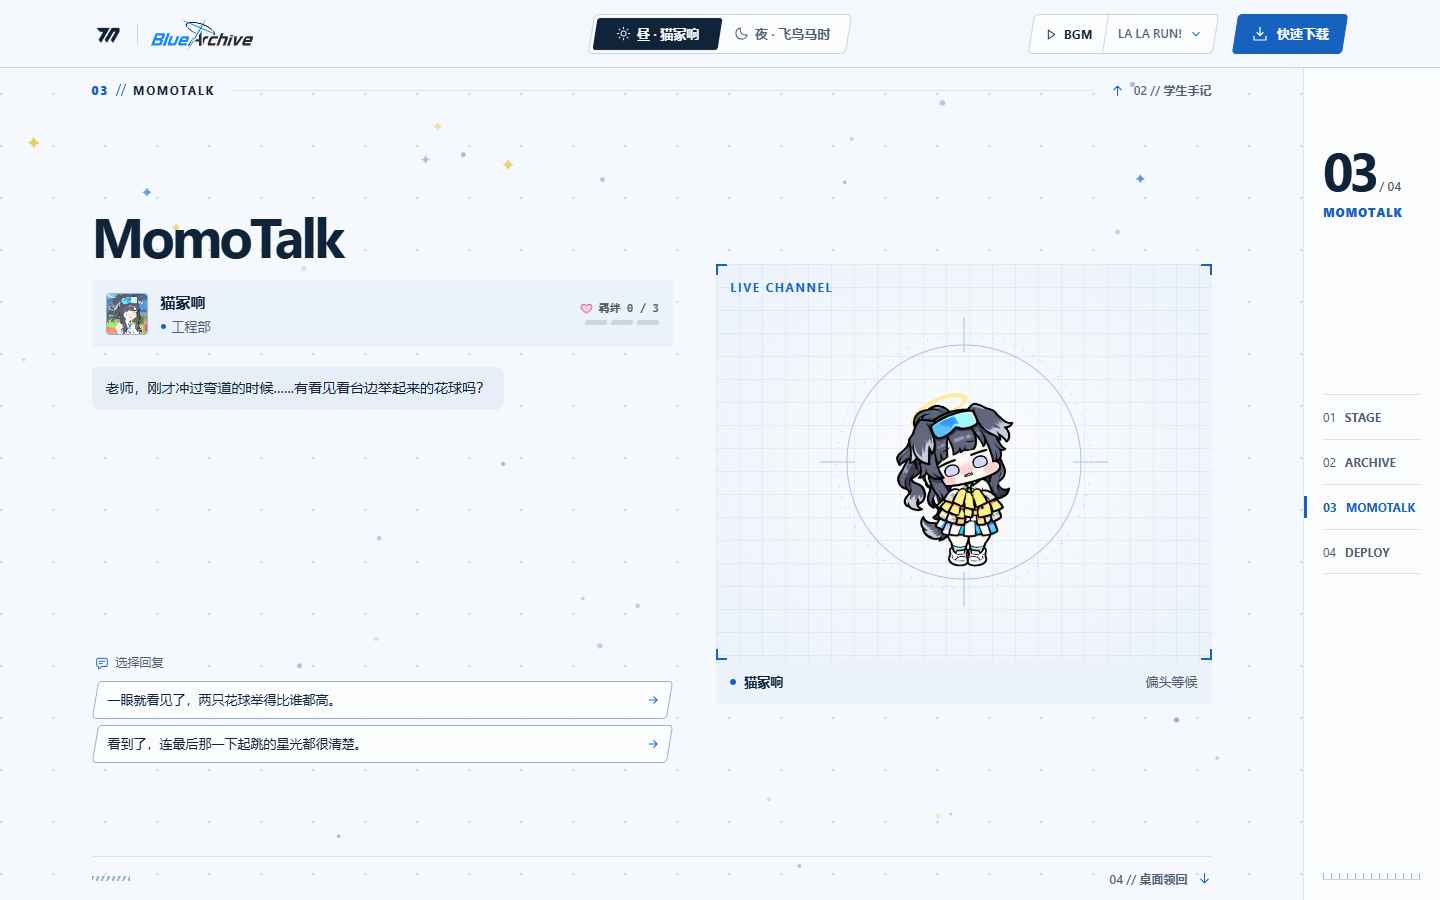 BlueArchive
昼 · 猫冢响
夜 · 飞鸟马时
BGM
LA LA RUN!
快速下载
03 // MOMOTALK
02 // 学生手记
03 / 04
MOMOTALK
MomoTalk
猫冢响
工程部
羁绊 0 / 3
老师，刚才冲过弯道的时候……有看见看台边举起来的花球吗？
LIVE CHANNEL
01 STAGE
02 ARCHIVE
03 MOMOTALK
04 DEPLOY
选择回复
一眼就看见了，两只花球举得比谁都高。
看到了，连最后那一下起跳的星光都很清楚。
猫冢响
偏头等候
04 // 桌面领回